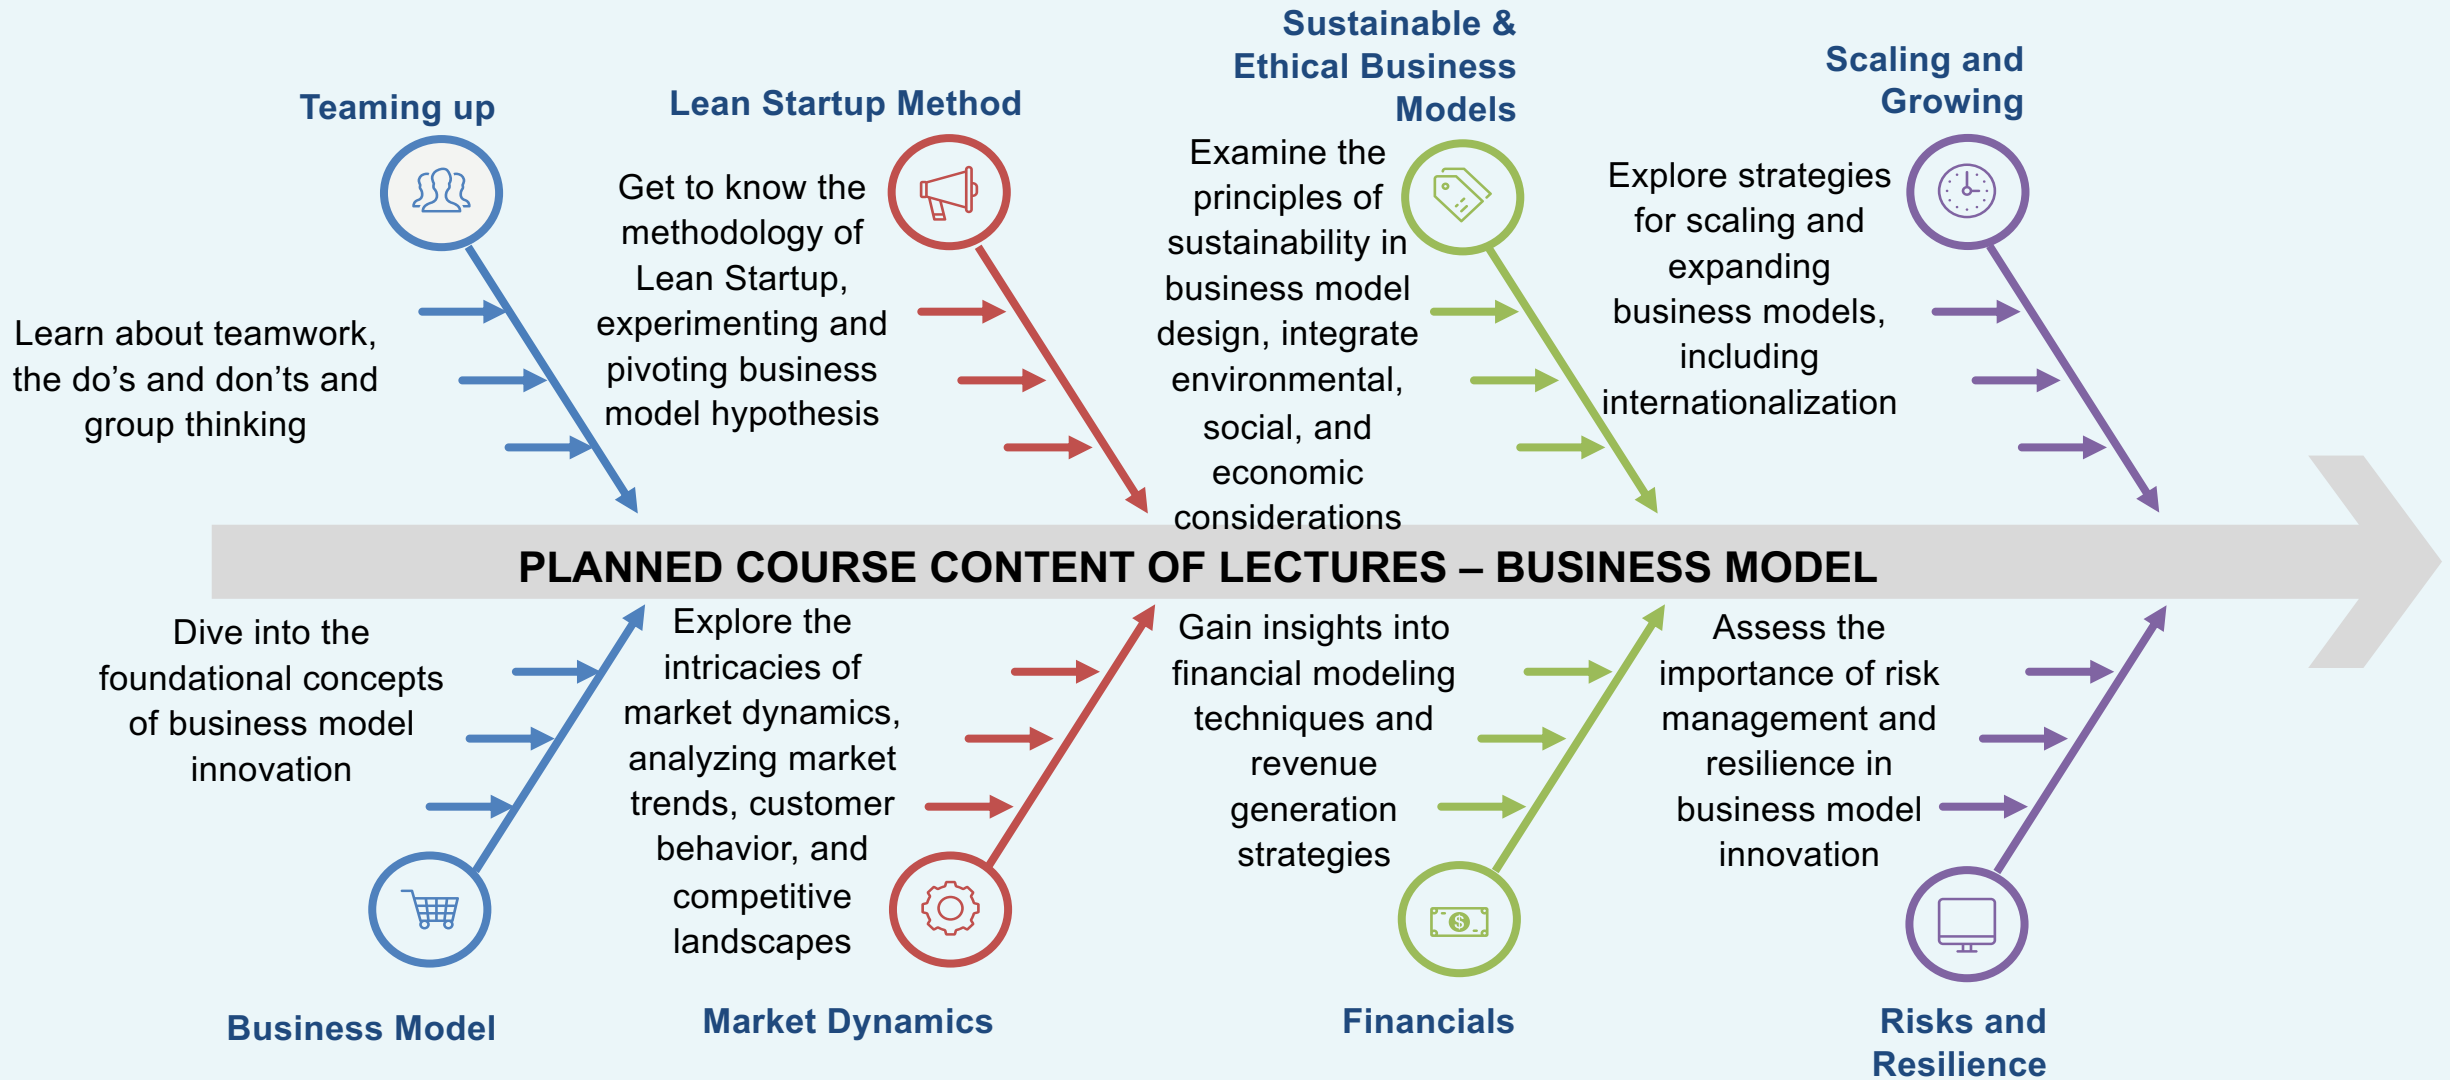 Teaming up
Learn about teamwork,
the do’s and don’ts and
group thinking
Lean Startup Method
Get to know the
methodology of
Lean Startup,
experimenting and
pivoting business
model hypothesis
Sustainable &
Ethical Business
Models
Examine the
principles of
sustainability in
business model
design, integrate
environmental,
social, and
economic
considerations
Scaling and
Growing
Explore strategies
for scaling and
expanding
business models,
including
internationalization
PLANNED COURSE CONTENT OF LECTURES – BUSINESS MODEL
Dive into the
foundational concepts
of business model
innovation
Business Model
Explore the
intricacies of
market dynamics,
analyzing market
trends, customer
behavior, and
competitive
landscapes
Market Dynamics
Gain insights into
financial modeling
techniques and
revenue
generation
strategies
$
Financials
Assess the
importance of risk
management and
resilience in
business model
innovation
Risks and
Resilience